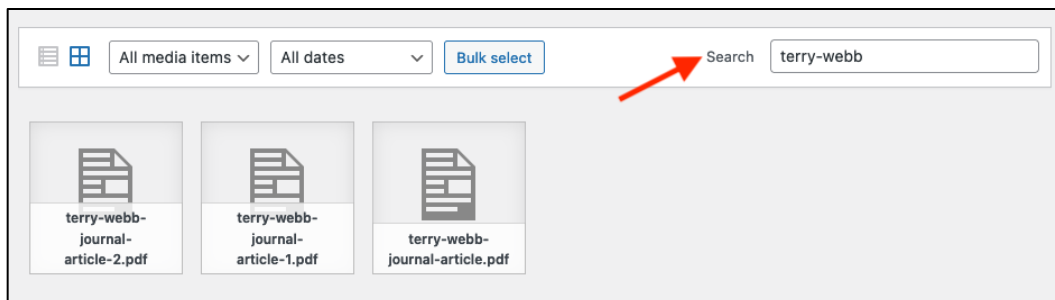 All media items All dates Bulk select Search terry-webb
terry-webb-
journal-
article-2.pdf
terry-webb-
journal-
article-1.pdf
terry-webb-
journal-article.pdf